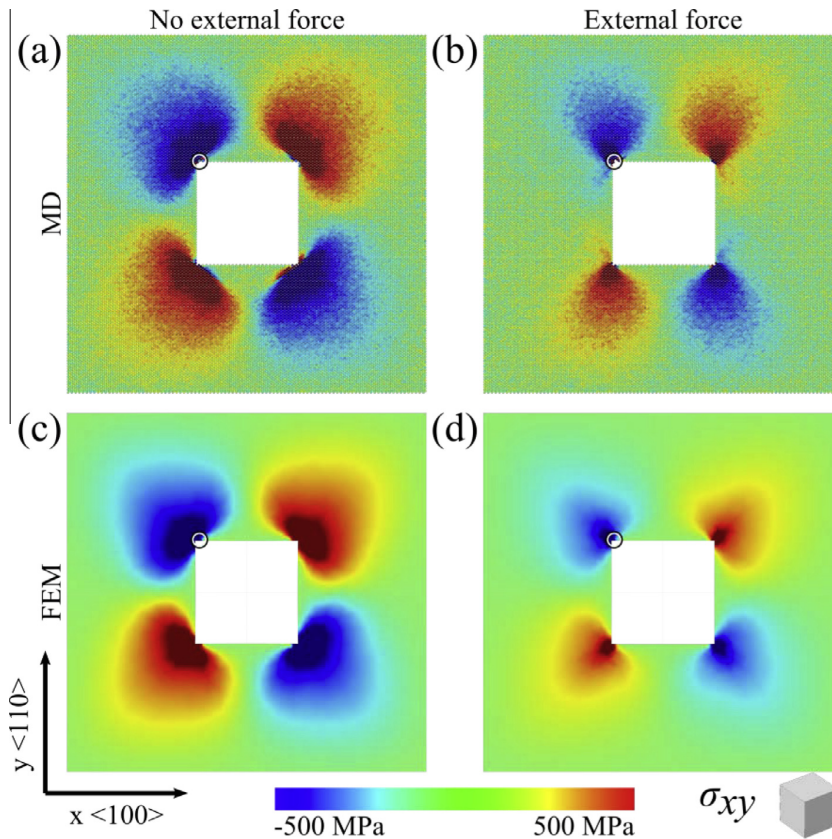 No external force External force
(a) (b)
MD
(c) (d)
FEM
y <110>
x <100>
-500 MPa 500 MPa
σxy